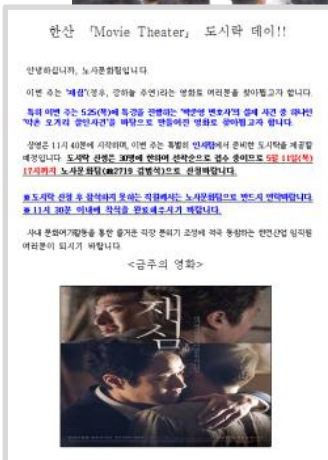 한산 「Movie Theater」 도시락 데이!!
안녕하십니까, 노사문화팀입니다.
이번 주는 '재심'(정우, 강하늘 주연)라는 영화로 여러분을 찾아뵙고자 합니다.
특히 이번 주는 5.25(목)에 특강을 진행하는 '박준영 변호사'의 실제 사건 중 하나인
'약촌 오거리 살인사건'을 바탕으로 만들어진 영화로 찾아뵙고자 합니다.
상영은 11시 40분에 시작하며, 이번 주는 특별히 인사팀에서 준비한 도시락을 제공할
예정입니다. 도시락 신청은 30명에 한하여 선착순으로 접수 중이므로 5월 11일(목)
17시까지 노사문화팀(☎2719 김범석)으로 신청바랍니다.
※ 도시락 신청 후 참석하지 못하는 직원께서는 노사문화팀으로 반드시 연락바랍니다.
※ 11시 30분 이내에 착석을 완료해주시기 바랍니다.
사내 문화여가활동을 통한 즐거운 직장 분위기 조성에 적극 동참하는 한전산업 임직원
여러분이 되시기 바랍니다.
<금주의 영화>
재심